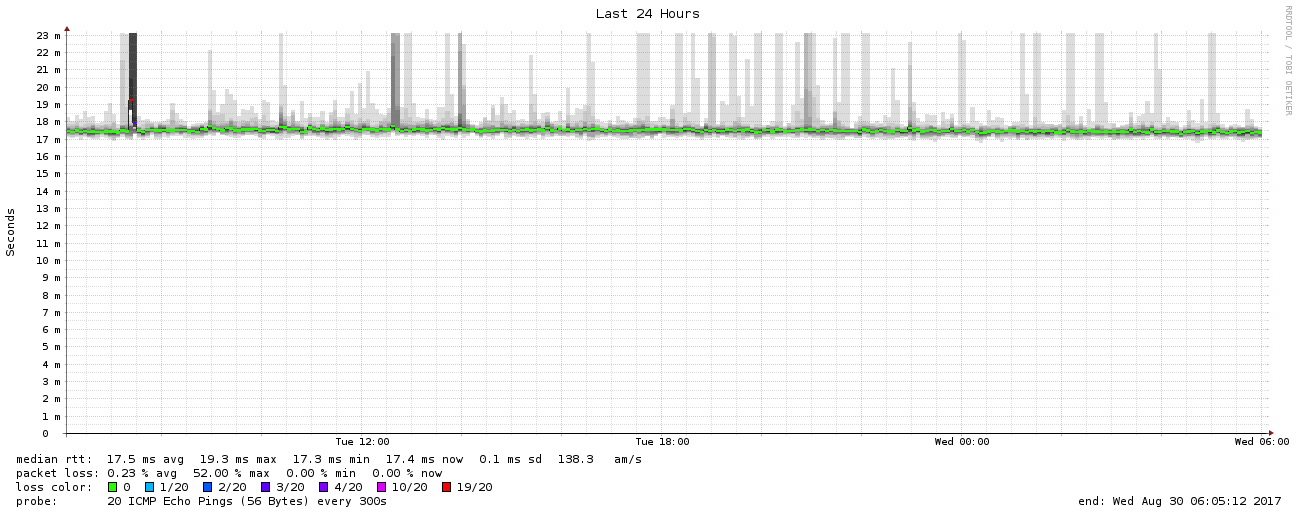 Last 24 Hours
RRDTOOL / TOBI OETIKER
Seconds
23 m
22 m
21 m
20 m
19 m
18 m
17 m
16 m
15 m
14 m
13 m
12 m
11 m
10 m
9 m
8 m
7 m
6 m
5 m
4 m
3 m
2 m
1 m
0
Tue 12:00 Tue 18:00 Wed 00:00 Wed 06:00
median rtt: 17.5 ms avg 19.3 ms max 17.3 ms min 17.4 ms now 0.1 ms sd 138.3 am/s
packet loss: 0.23 % avg 52.00 % max 0.00 % min 0.00 % now
loss color: 0 1/20 2/20 3/20 4/20 10/20 19/20
probe: 20 ICMP Echo Pings (56 Bytes) every 300s end: Wed Aug 30 06:05:12 2017